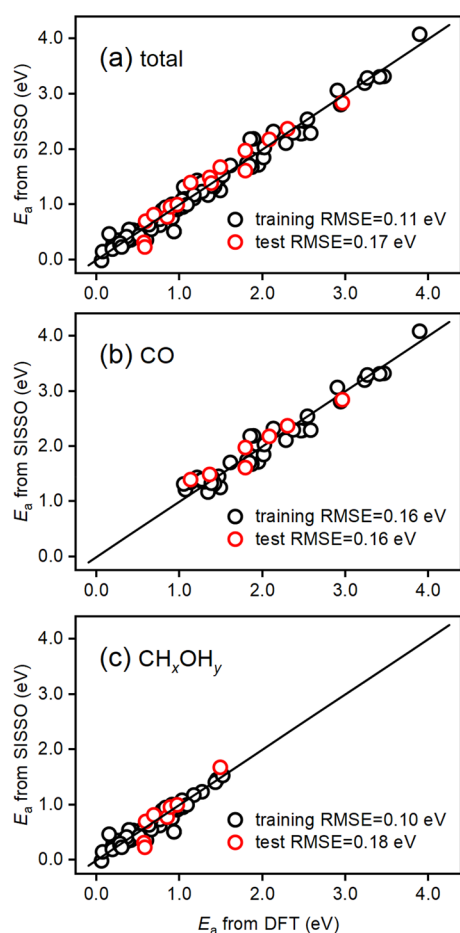 (a) total
4.0
3.0
2.0
1.0
0.0
Eₐ from SISSO (eV)
training RMSE=0.11 eV
test RMSE=0.17 eV
0.0 1.0 2.0 3.0 4.0
(b) CO
4.0
3.0
2.0
1.0
0.0
Eₐ from SISSO (eV)
training RMSE=0.16 eV
test RMSE=0.16 eV
0.0 1.0 2.0 3.0 4.0
(c) CHₓOHᵧ
4.0
3.0
2.0
1.0
0.0
Eₐ from SISSO (eV)
training RMSE=0.10 eV
test RMSE=0.18 eV
0.0 1.0 2.0 3.0 4.0
Eₐ from DFT (eV)